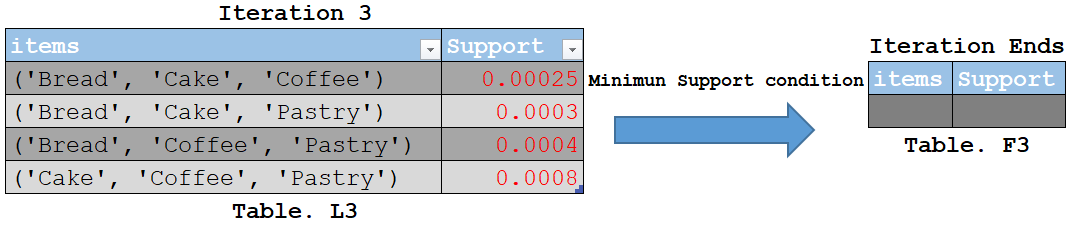 Iteration 3
items Support
('Bread', 'Cake', 'Coffee') 0.00025
('Bread', 'Cake', 'Pastry') 0.0003
('Bread', 'Coffee', 'Pastry') 0.0004
('Cake', 'Coffee', 'Pastry') 0.0008
Table. L3
Minimun Support condition
Iteration Ends
items Support
Table. F3